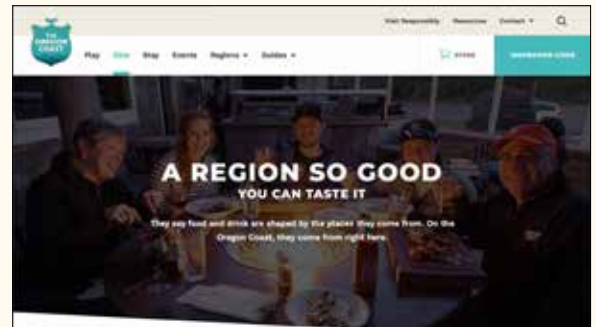 Visit Responsibly Resources Contact
THE
OREGON
COAST
Play Dine Stay Events Regions Guides
STORE
A REGION SO GOOD
YOU CAN TASTE IT
They say food and drink are shaped by the places they come from. On the
Oregon Coast, they come from right here.